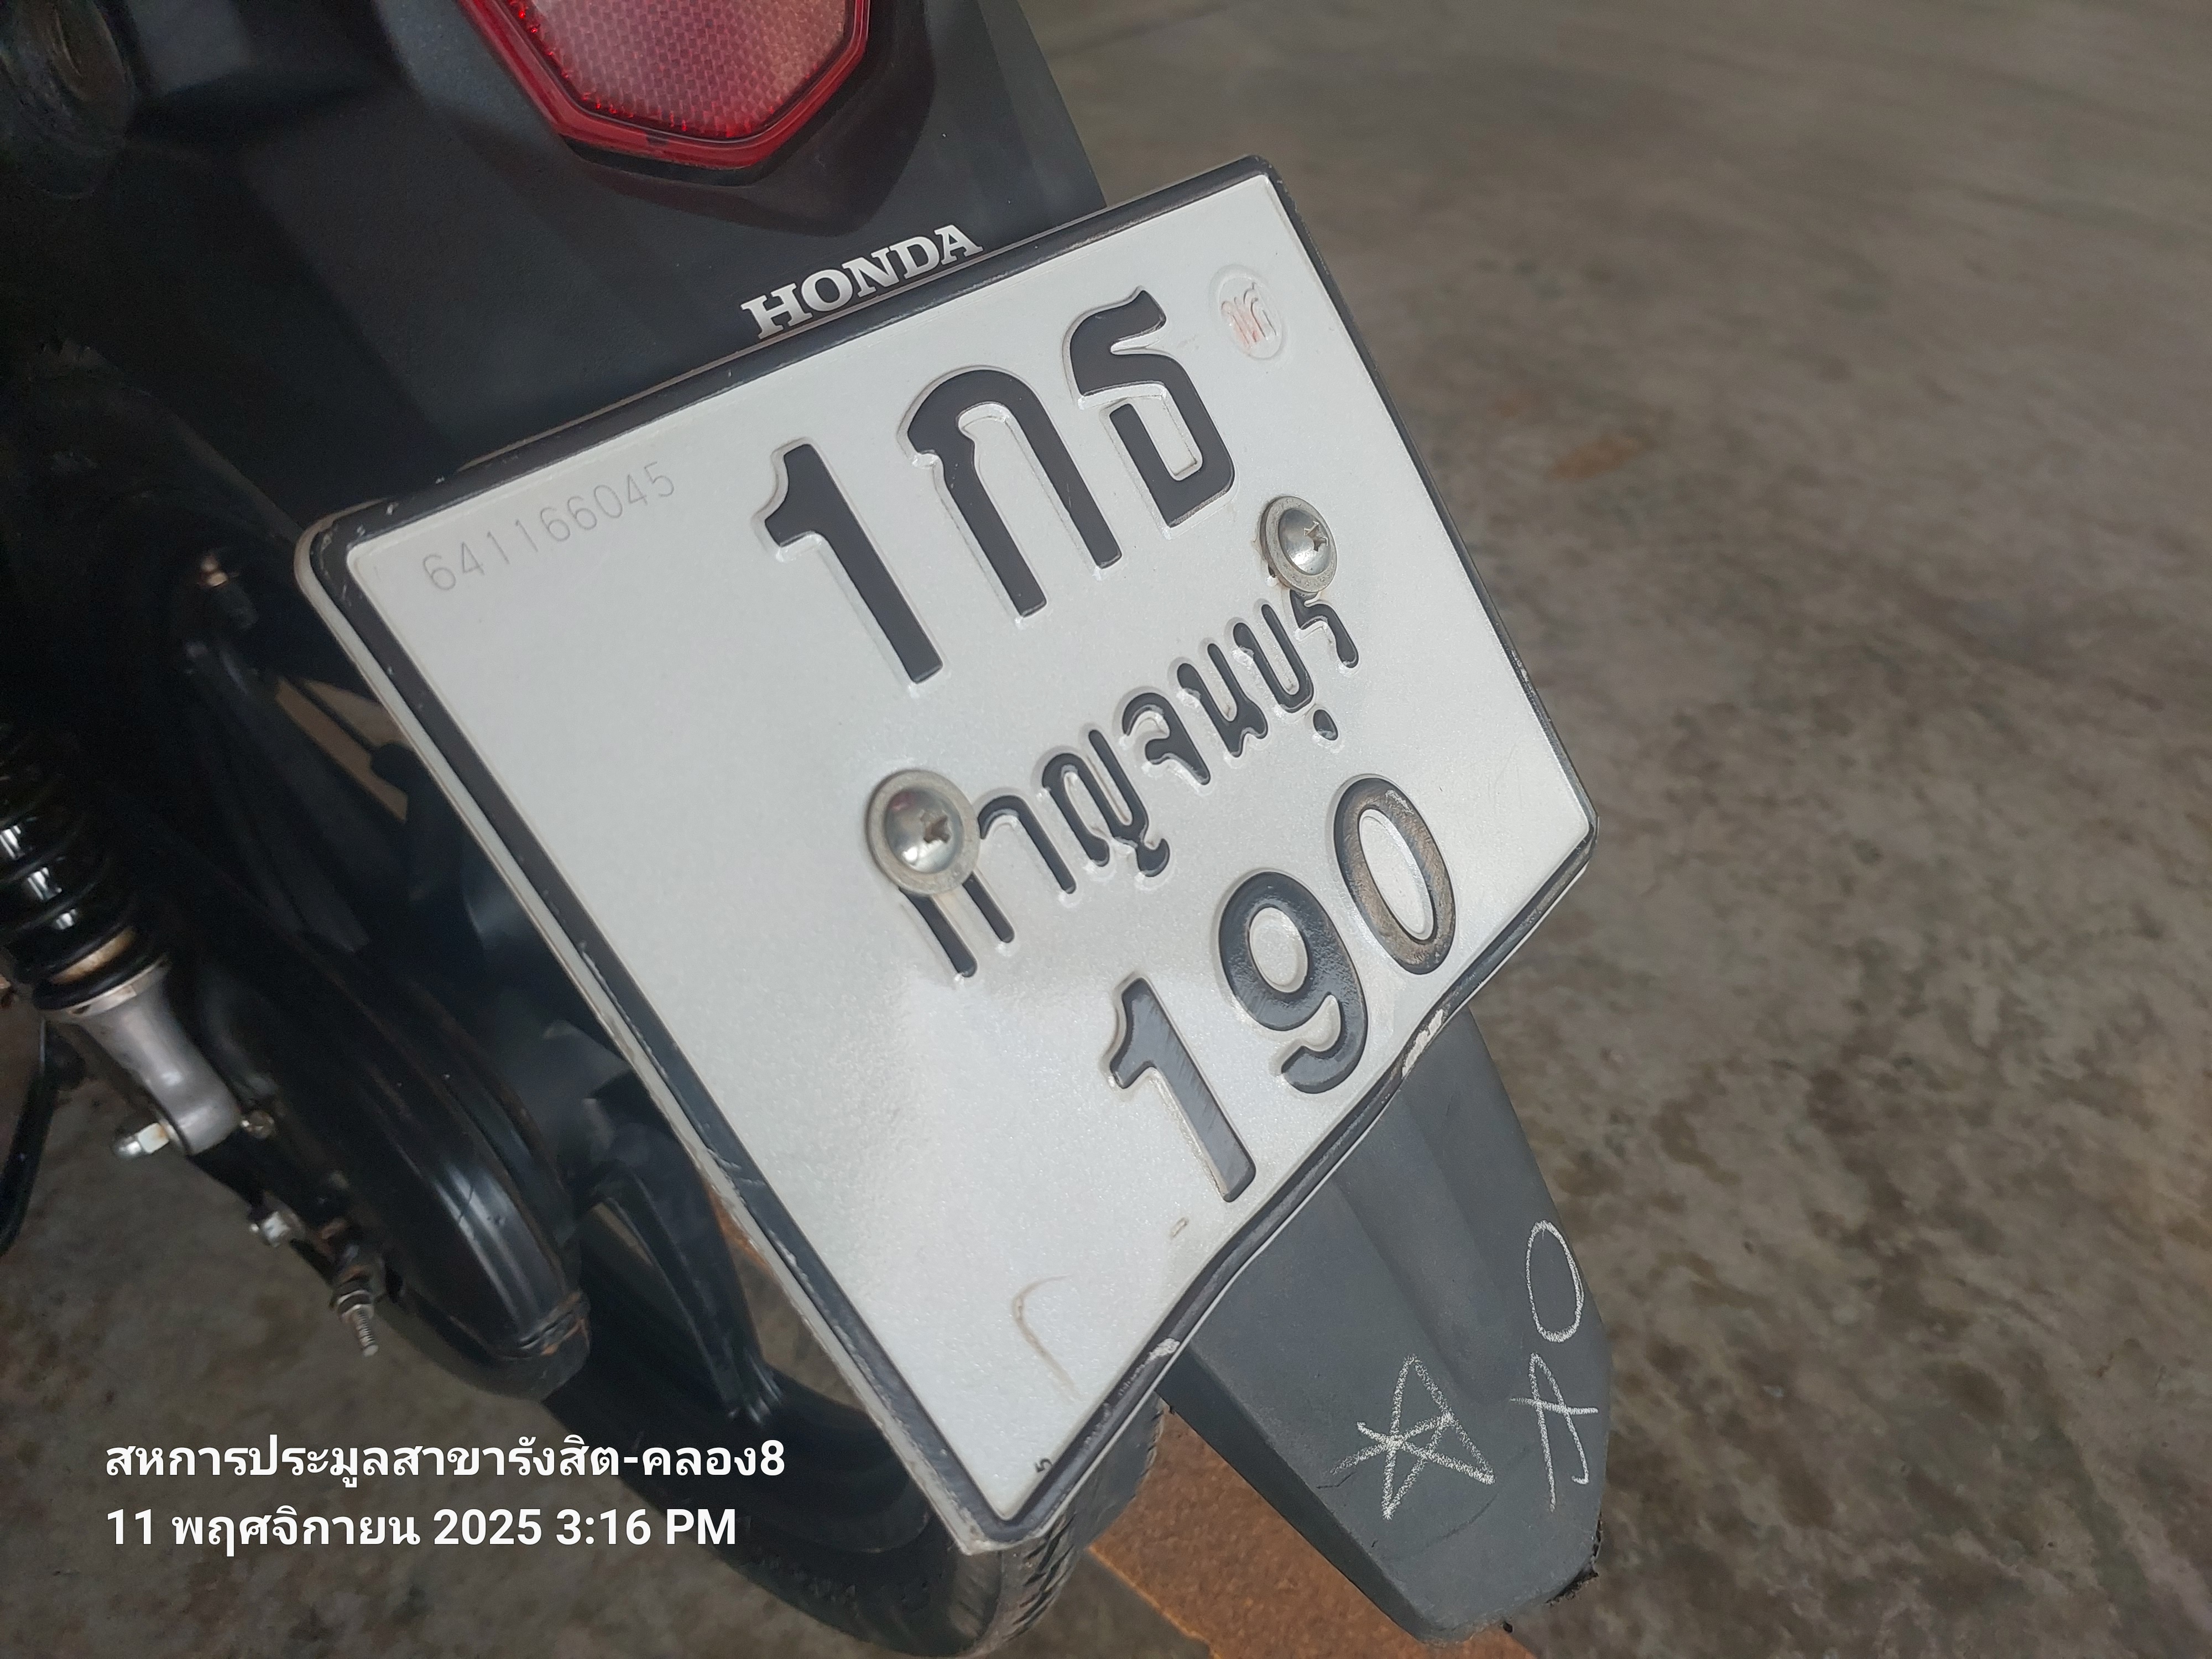 HONDA
641166045
1กธ
กาญจนบุรี
190
สหการประมูลสาขารังสิต-คลอง8
11 พฤศจิกายน 2025 3:16 PM